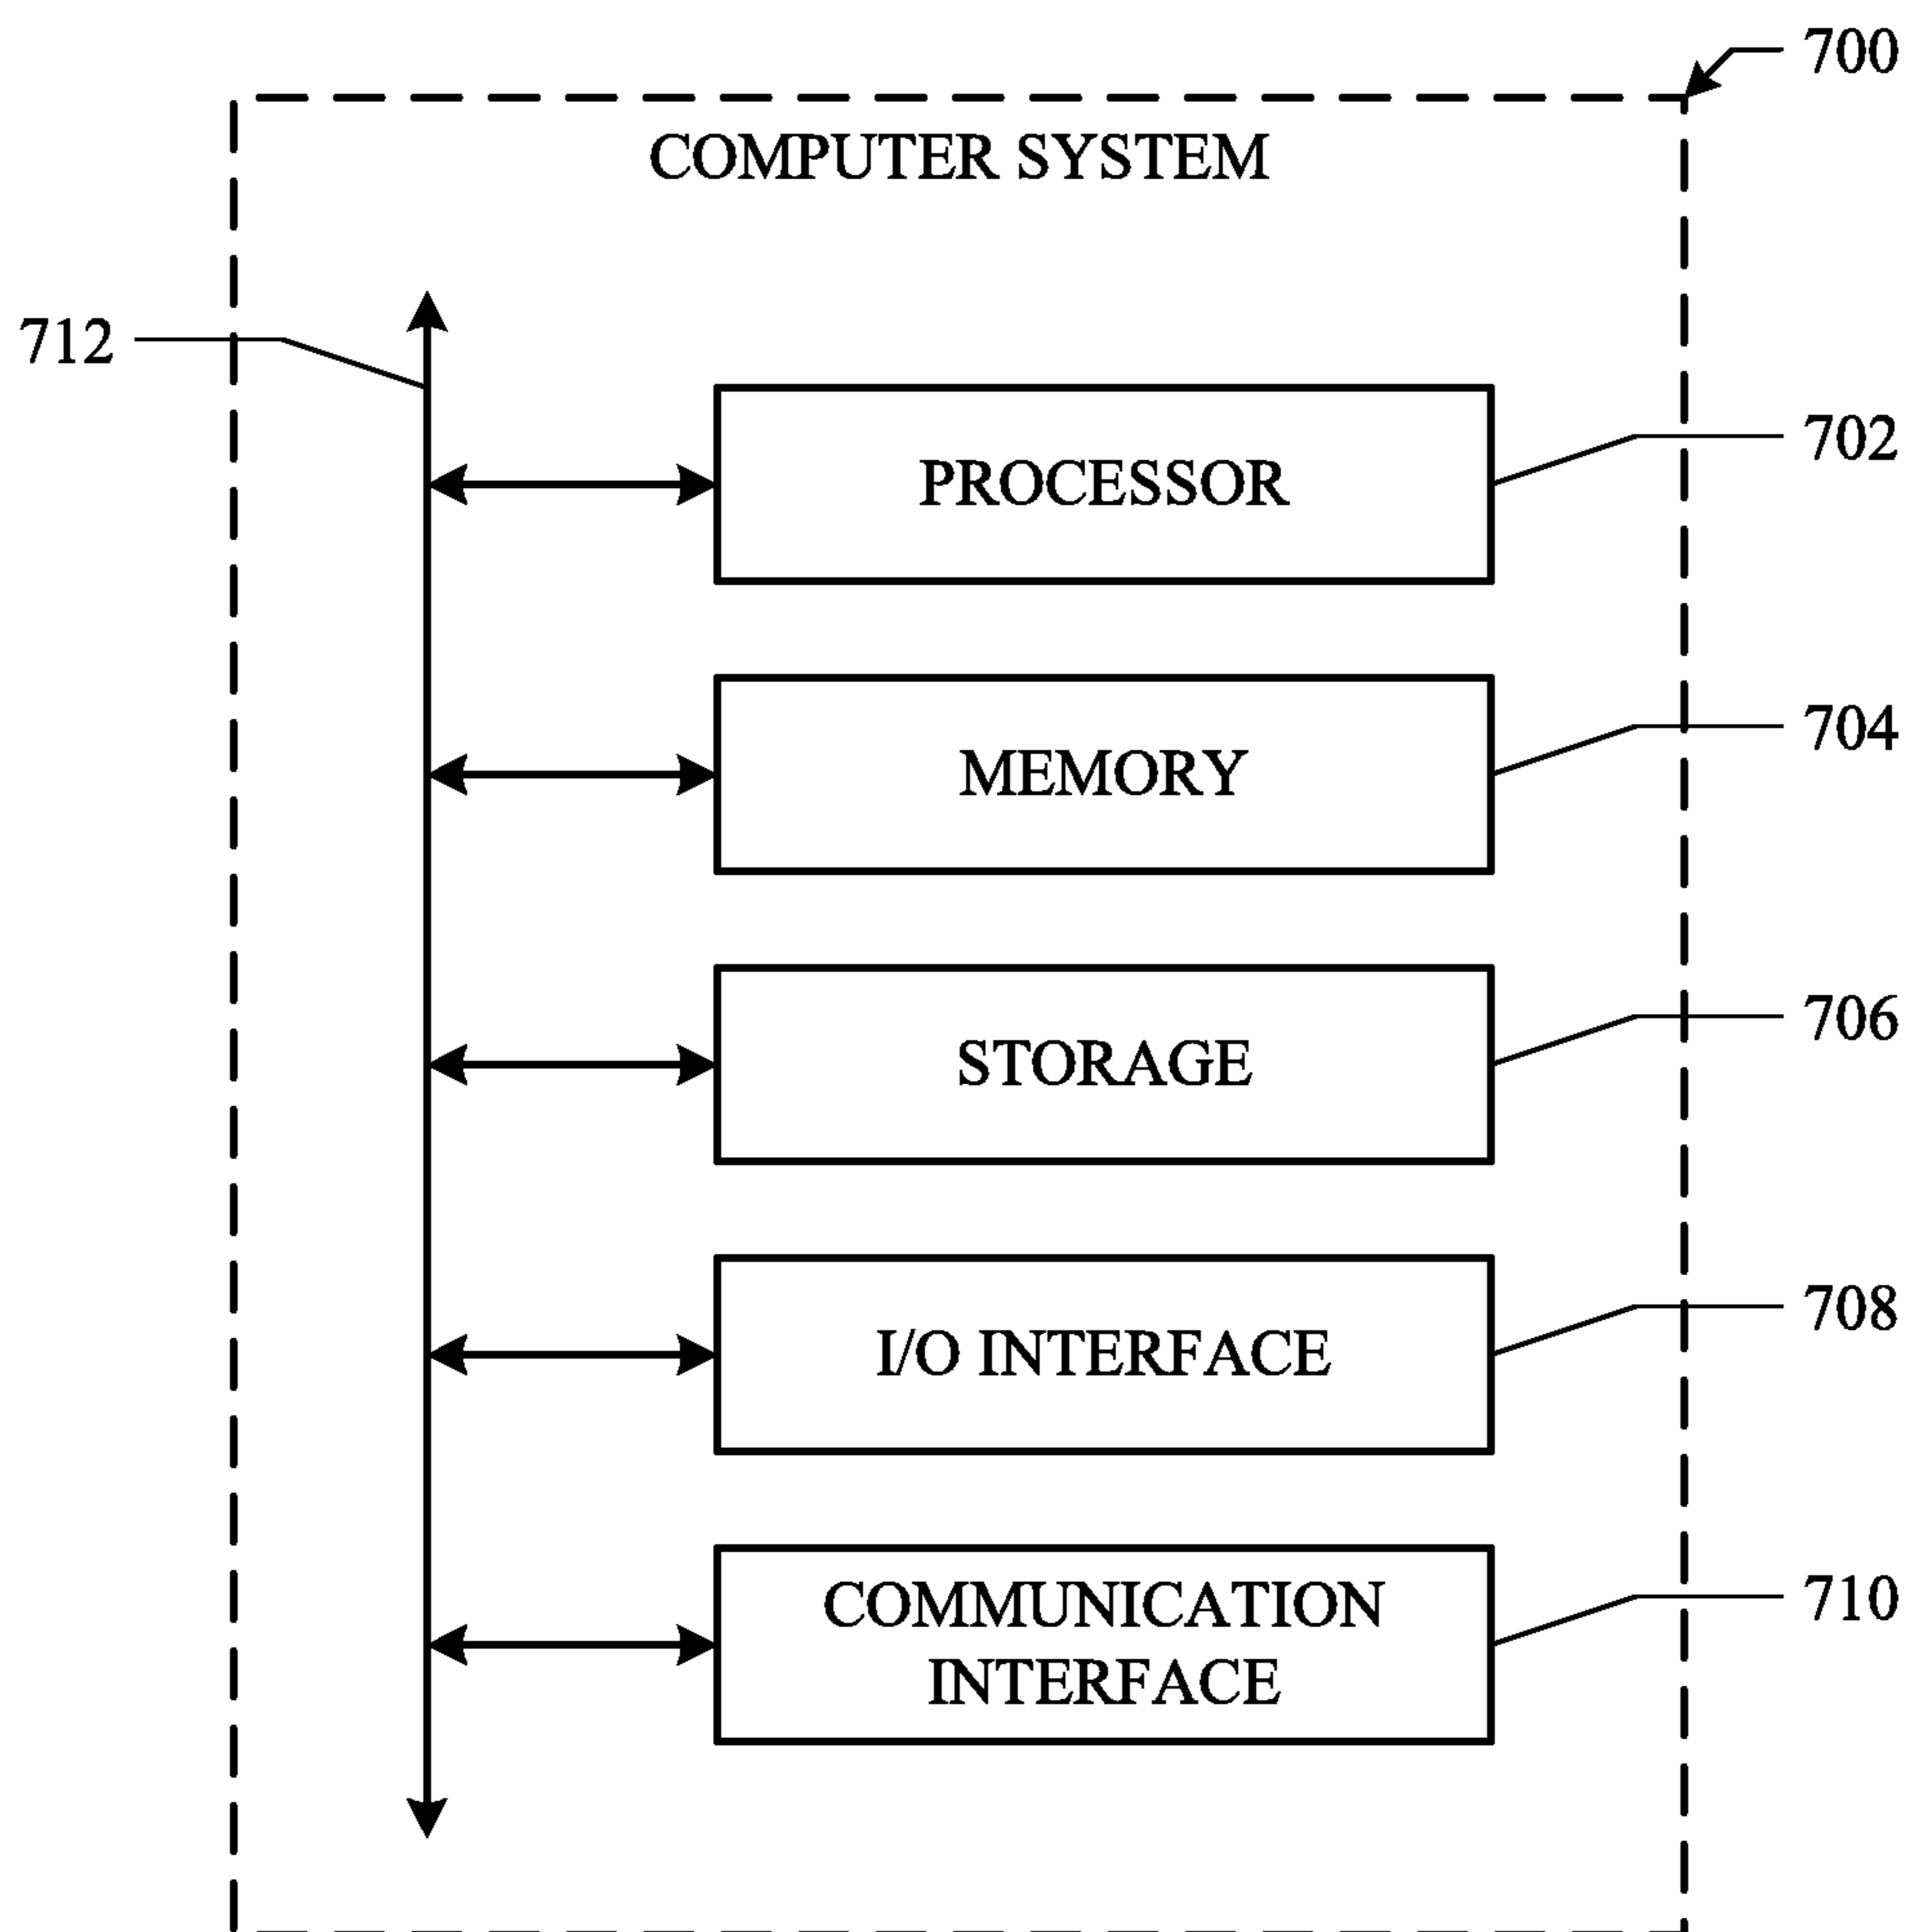 700
COMPUTER SYSTEM
712
702
PROCESSOR
704
MEMORY
706
STORAGE
708
I/O INTERFACE
710
COMMUNICATION
INTERFACE